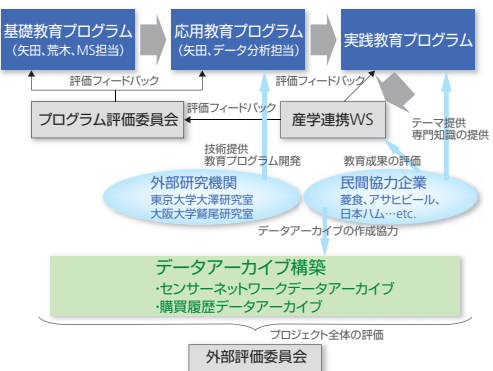 基礎教育プログラム
（矢田、荒木、MS担当）
応用教育プログラム
（矢田、データ分析担当）
実践教育プログラム
評価フィードバック
評価フィードバック
プログラム評価委員会
評価フィードバック
産学連携WS
テーマ提供
専門知識の提供
技術提供
教育プログラム開発
教育成果の評価
外部研究機関
東京大学大澤研究室
大阪大学鷲尾研究室
民間協力企業
菱食、アサヒビール、
日本ハム…etc.
データアーカイブの作成協力
データアーカイブ構築
・センサーネットワークデータアーカイブ
・購買履歴データアーカイブ
プロジェクト全体の評価
外部評価委員会